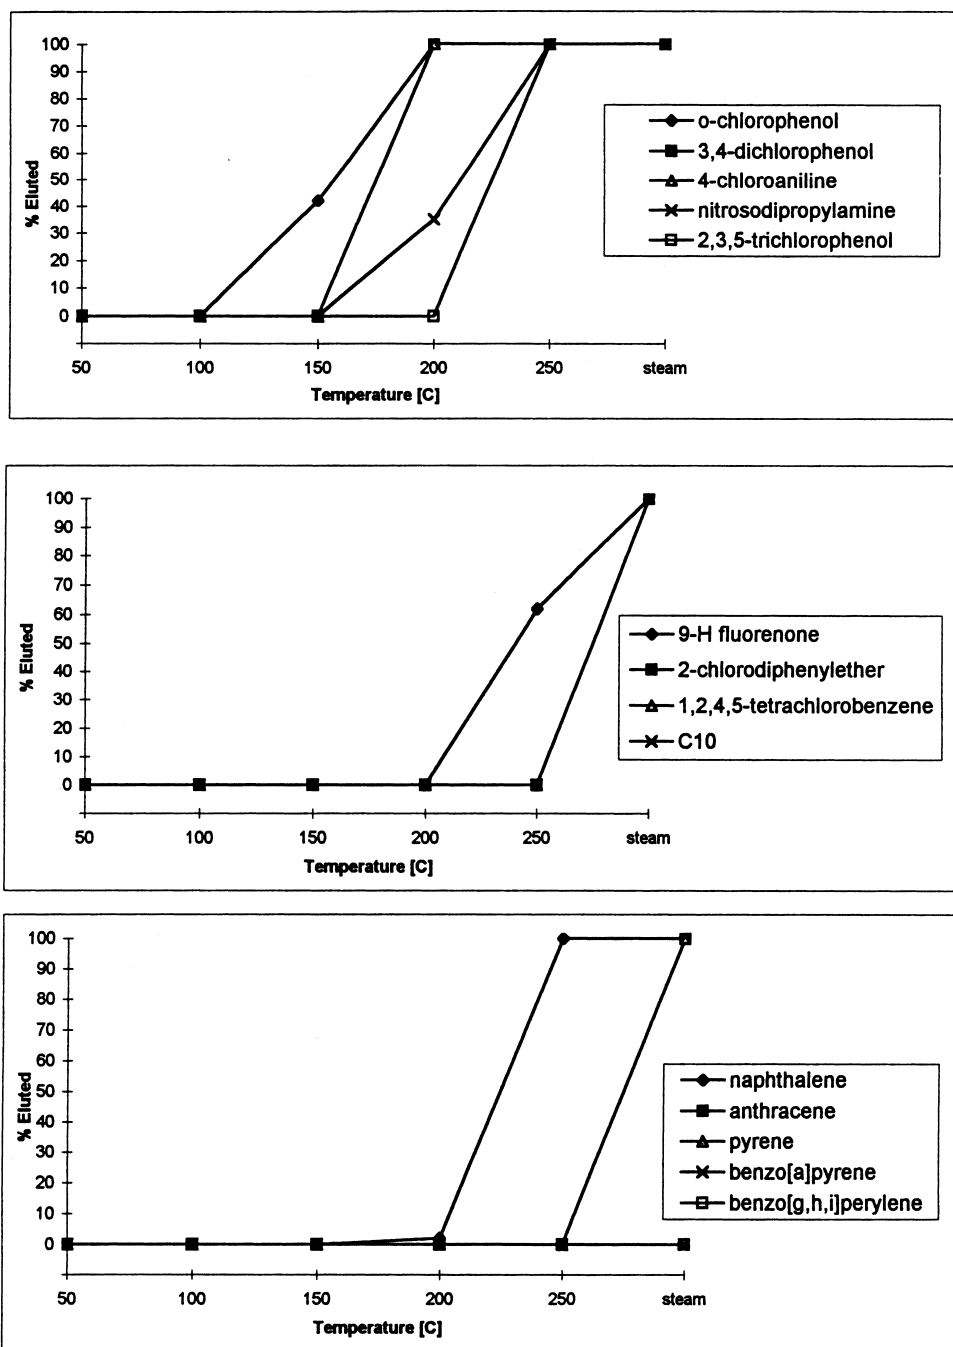 100
90
80
70
60
50
40
30
20
10
0
% Eluted
50 100 150 200 250 steam
Temperature [C]
o-chlorophenol
3,4-dichlorophenol
4-chloroaniline
nitrosodipropylamine
2,3,5-trichlorophenol
100
90
80
70
60
50
40
30
20
10
0
% Eluted
50 100 150 200 250 steam
Temperature [C]
9-H fluorenone
2-chlorodiphenylether
1,2,4,5-tetrachlorobenzene
C10
100
90
80
70
60
50
40
30
20
10
0
% Eluted
50 100 150 200 250 steam
Temperature [C]
naphthalene
anthracene
pyrene
benzo[a]pyrene
benzo[g,h,i]perylene